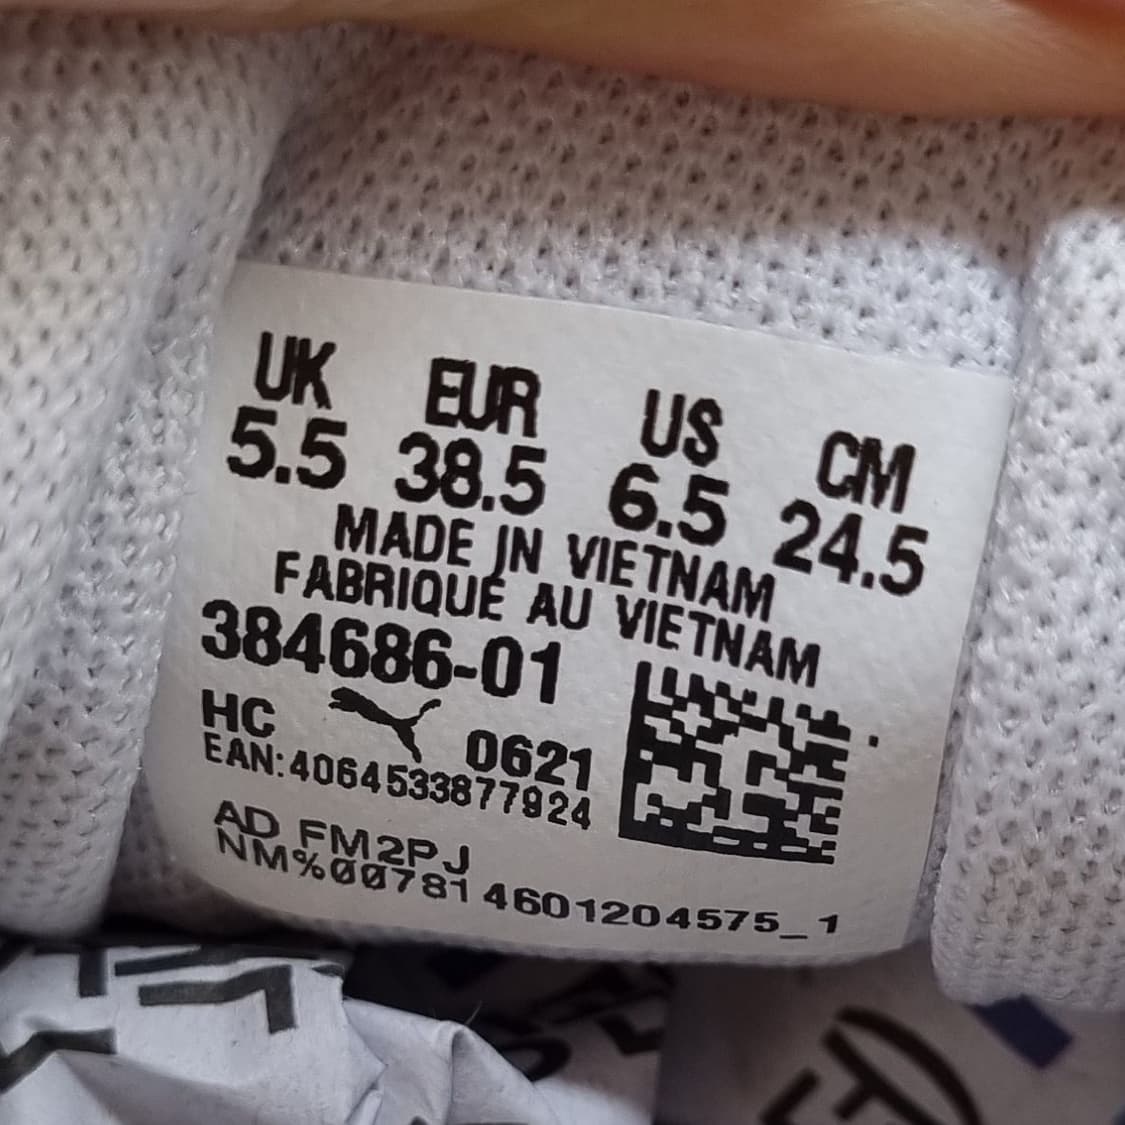 UK EUR US CM
5.5 38.5 6.5 24.5
MADE IN VIETNAM
FABRIQUÉ AU VIETNAM
384686-01
HC 0621
EAN:4064533877924
AD FM2PJ
NM%00781 4601204575_1